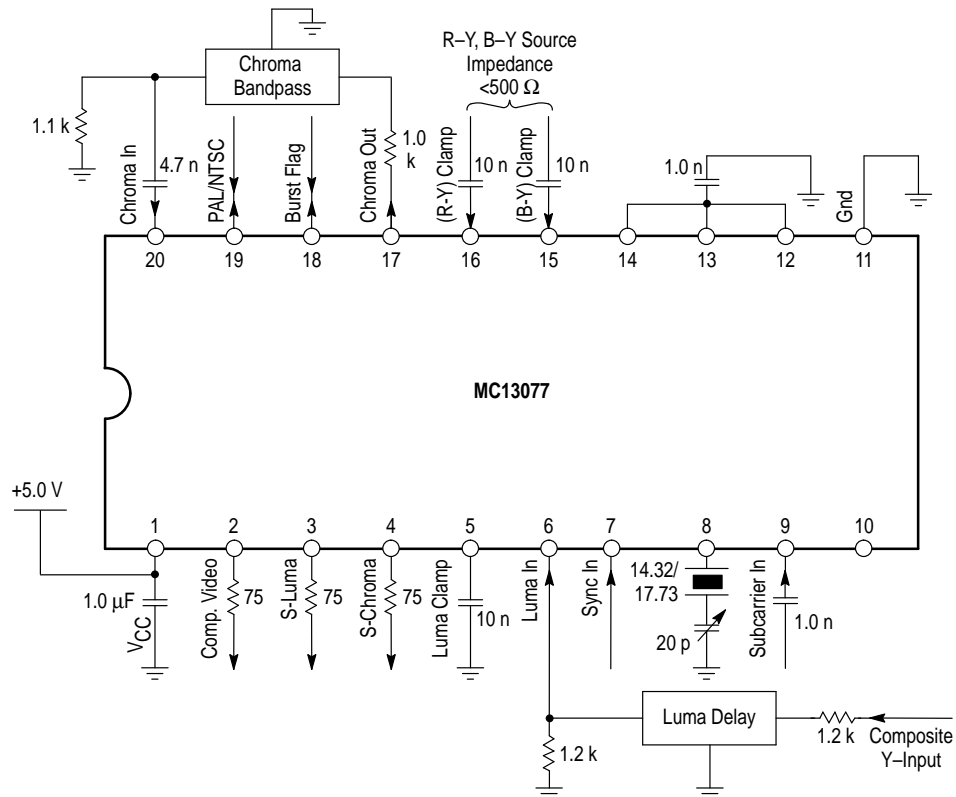 R–Y, B–Y Source
Impedance
<500 Ω
Chroma
Bandpass
1.1 k
Chroma In
4.7 n
PAL/NTSC
Burst Flag
Chroma Out
1.0
k
(R-Y) Clamp
10 n
(B-Y) Clamp
10 n
1.0 n
Gnd
20
19
18
17
16
15
14
13
12
11
MC13077
+5.0 V
1
2
3
4
5
6
7
8
9
10
1.0 µF
VCC
Comp. Video
75
S-Luma
75
S-Chroma
75
Luma Clamp
10 n
Luma In
Sync In
14.32/
17.73
20 p
Subcarrier In
1.0 n
Luma Delay
1.2 k
1.2 k
Composite
Y–Input